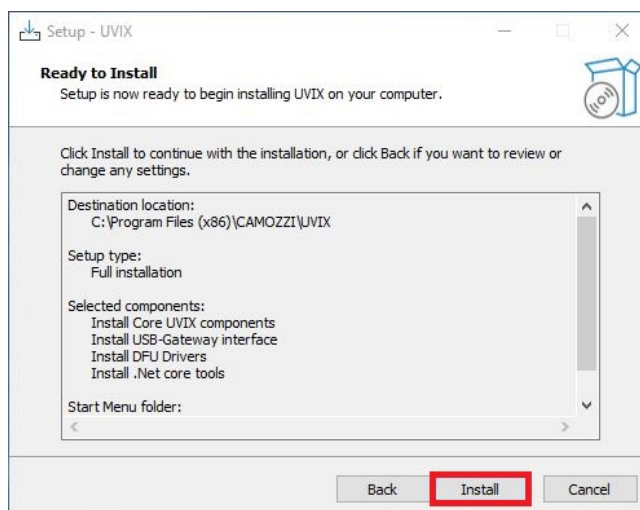 Setup - UVIX
Ready to Install
Setup is now ready to begin installing UVIX on your computer.
Click Install to continue with the installation, or click Back if you want to review or
change any settings.
Destination location:
C:\Program Files (x86)\CAMOZZI\UVIX
Setup type:
Full installation
Selected components:
Install Core UVIX components
Install USB-Gateway interface
Install DFU Drivers
Install .Net core tools
Start Menu folder:
Back
Install
Cancel